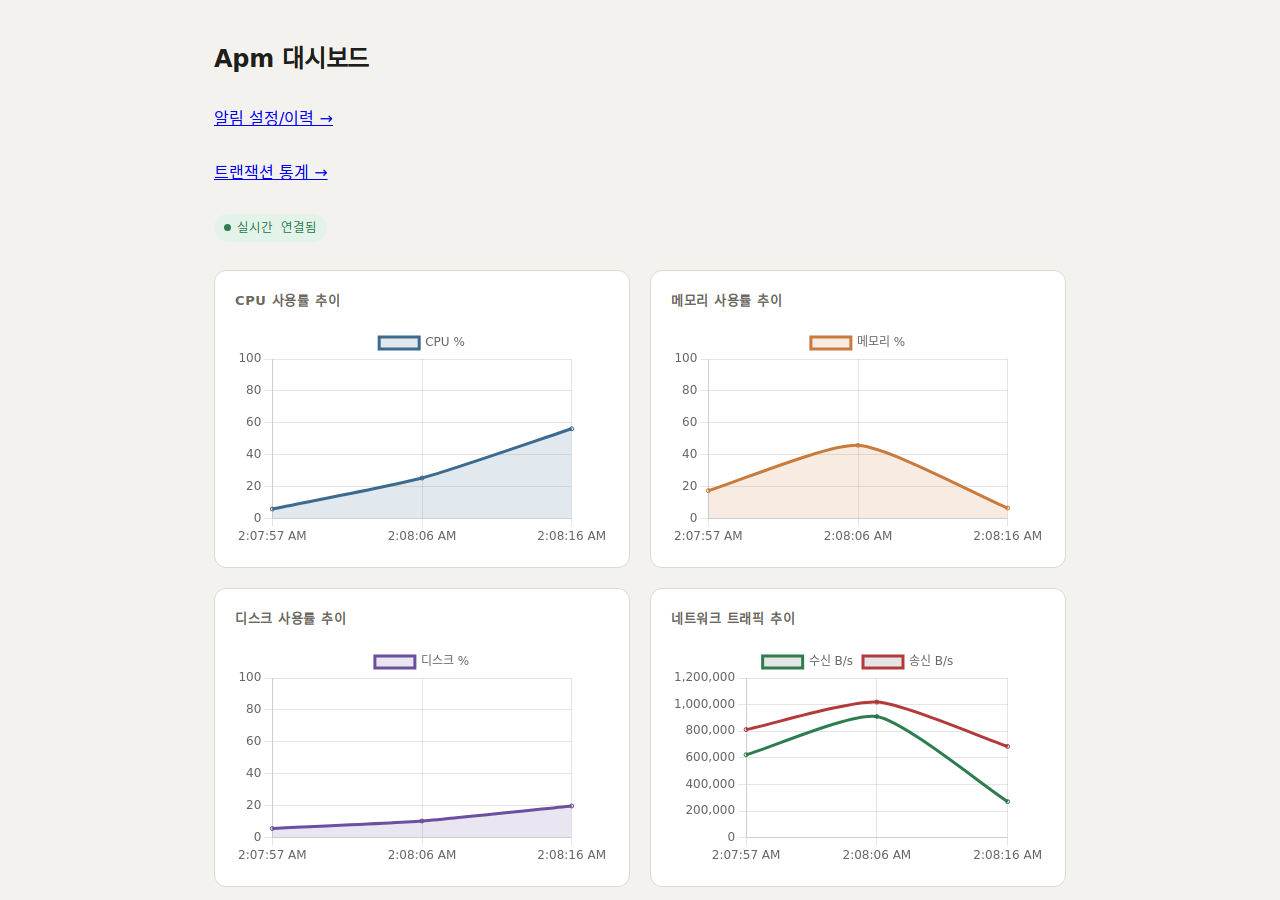 Apm 대시보드
알림 설정/이력 →
트랜잭션 통계 →
실시간 연결됨
CPU 사용률 추이
CPU %
100
80
60
40
20
0
2:07:57 AM 2:08:06 AM 2:08:16 AM
메모리 사용률 추이
메모리 %
100
80
60
40
20
0
2:07:57 AM 2:08:06 AM 2:08:16 AM
디스크 사용률 추이
디스크 %
100
80
60
40
20
0
2:07:57 AM 2:08:06 AM 2:08:16 AM
네트워크 트래픽 추이
수신 B/s 송신 B/s
1,200,000
1,000,000
800,000
600,000
400,000
200,000
0
2:07:57 AM 2:08:06 AM 2:08:16 AM